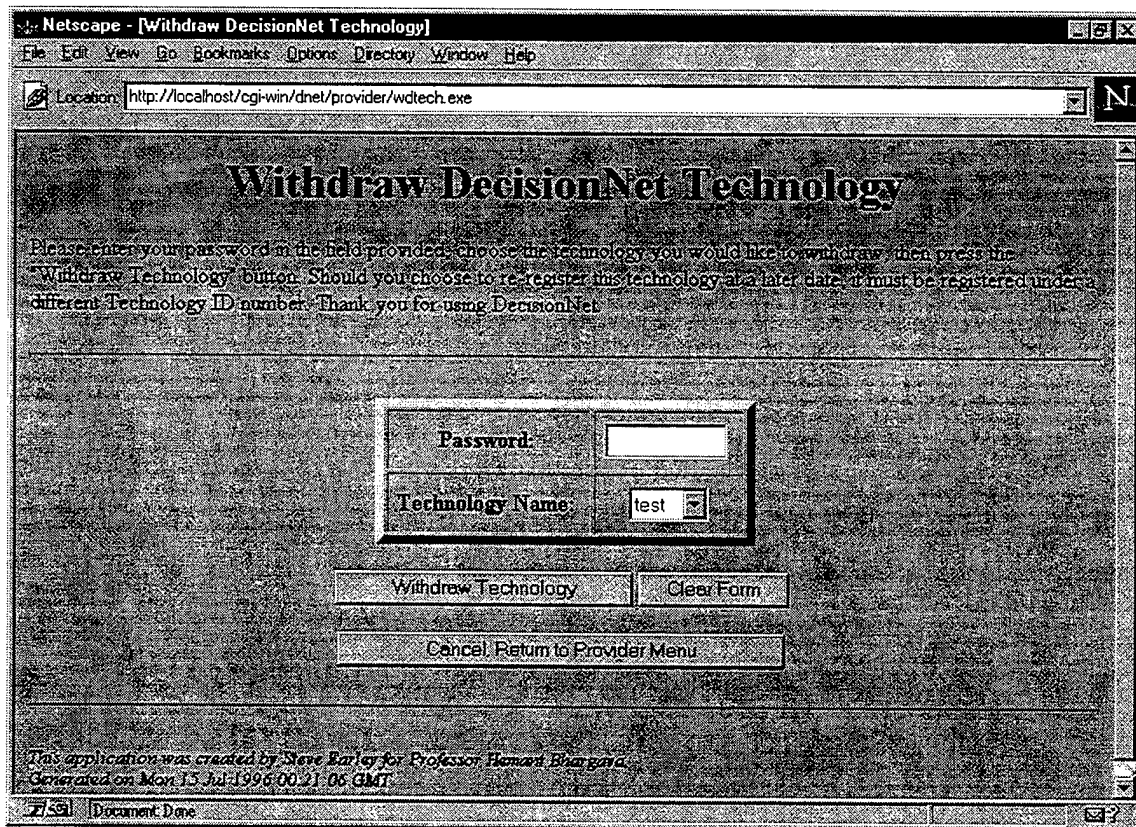 Netscape - [Withdraw DecisionNet Technology]
File Edit View Go Bookmarks Options Directory Window Help
Location: http://localhost/cgi-win/dnet/provider/wdtech.exe
N
Withdraw DecisionNet Technology
Please enter your password in the field provided, choose the technology you would like to withdraw, then press the
"Withdraw Technology" button. Should you choose to re-register this technology at a later date, it must be registered under a
different Technology ID number. Thank you for using DecisionNet.
Password:
Technology Name: test
Withdraw Technology Clear Form
Cancel, Return to Provider Menu
This application was created by Steve Barley for Professor Hemant Bhargava.
Generated on Mon 15 Jul 1996 00:21:06 GMT
Document: Done